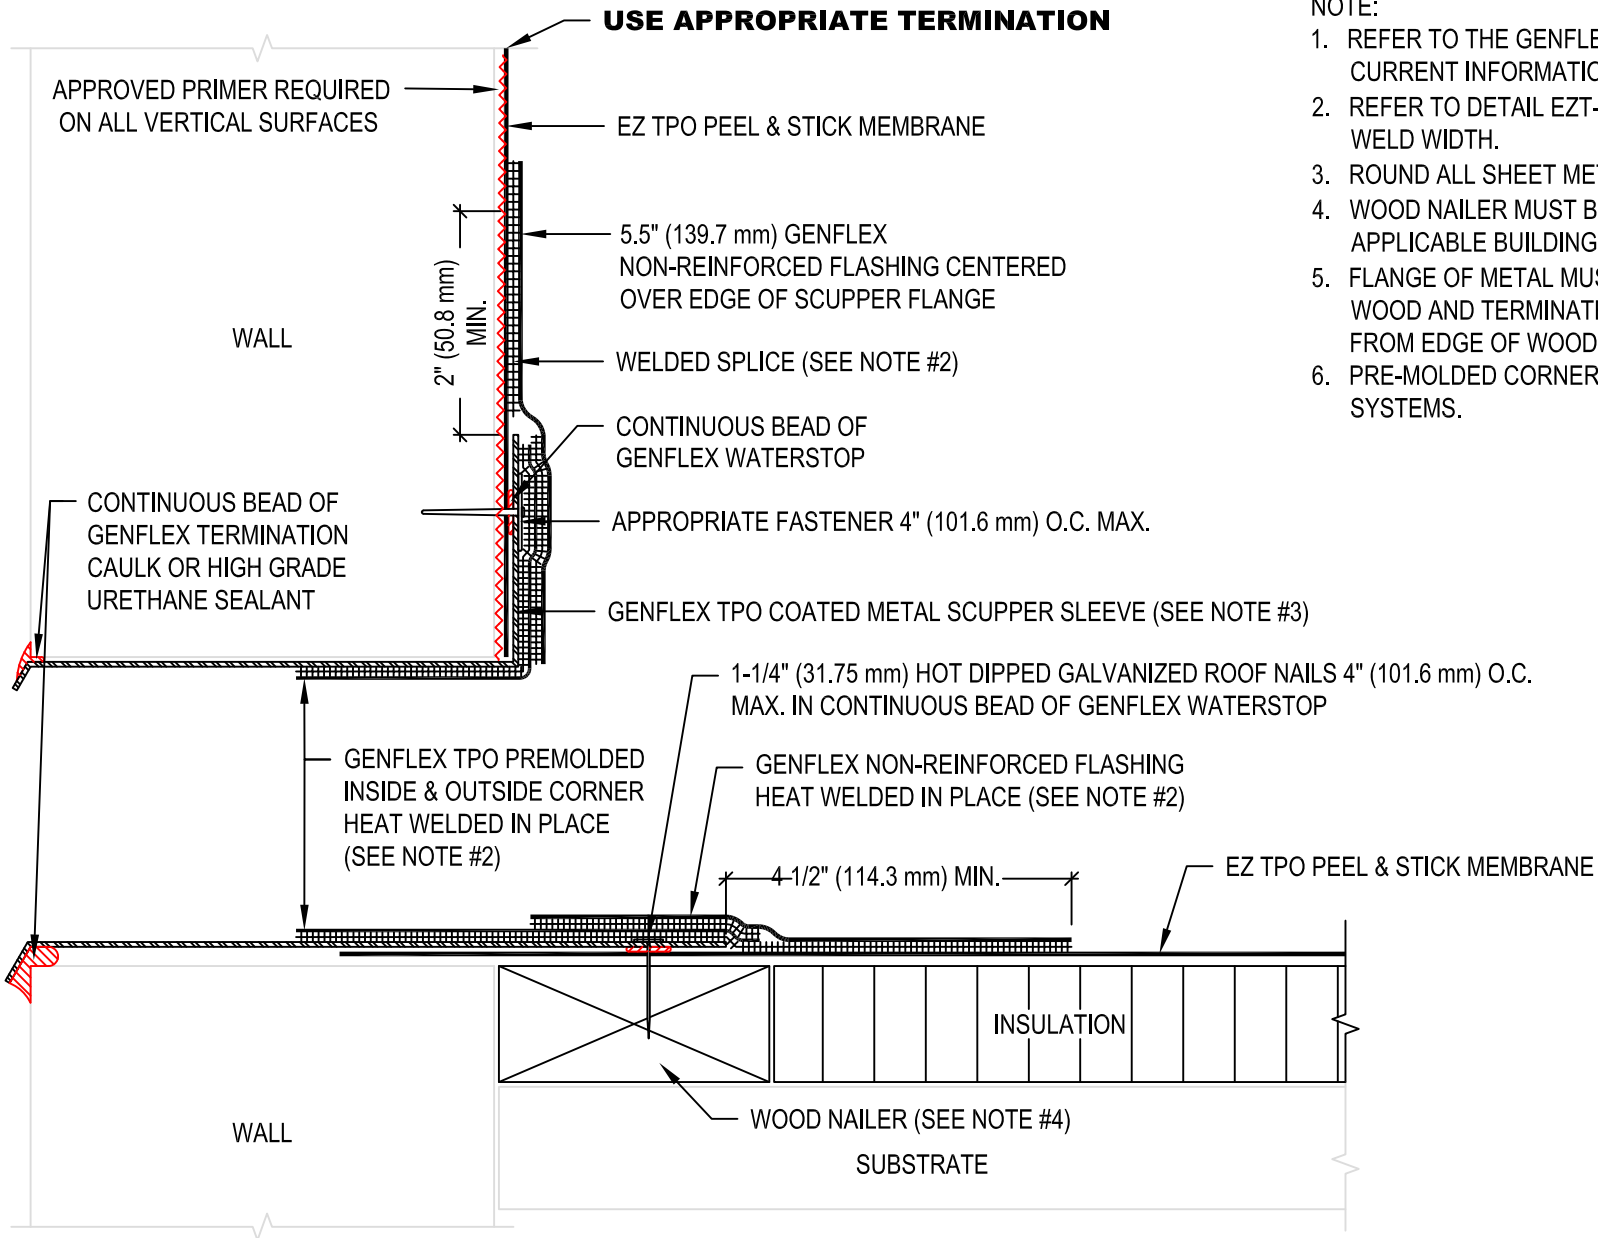 USE APPROPRIATE TERMINATION
APPROVED PRIMER REQUIRED
ON ALL VERTICAL SURFACES
EZ TPO PEEL & STICK MEMBRANE
2" (50.8 mm)
MIN.
5.5" (139.7 mm) GENFLEX
NON-REINFORCED FLASHING CENTERED
OVER EDGE OF SCUPPER FLANGE
WALL
WELDED SPLICE (SEE NOTE #2)
CONTINUOUS BEAD OF
GENFLEX WATERSTOP
CONTINUOUS BEAD OF
GENFLEX TERMINATION
CAULK OR HIGH GRADE
URETHANE SEALANT
APPROPRIATE FASTENER 4" (101.6 mm) O.C. MAX.
GENFLEX TPO COATED METAL SCUPPER SLEEVE (SEE NOTE #3)
1-1/4" (31.75 mm) HOT DIPPED GALVANIZED ROOF NAILS 4" (101.6 mm) O.C.
MAX. IN CONTINUOUS BEAD OF GENFLEX WATERSTOP
GENFLEX TPO PREMOLDED
INSIDE & OUTSIDE CORNER
HEAT WELDED IN PLACE
(SEE NOTE #2)
GENFLEX NON-REINFORCED FLASHING
HEAT WELDED IN PLACE (SEE NOTE #2)
4-1/2" (114.3 mm) MIN.
EZ TPO PEEL & STICK MEMBRANE
INSULATION
WOOD NAILER (SEE NOTE #4)
WALL
SUBSTRATE
NOTE:
1. REFER TO THE GENFLE
CURRENT INFORMATIO
2. REFER TO DETAIL EZT-
WELD WIDTH.
3. ROUND ALL SHEET MET
4. WOOD NAILER MUST B
APPLICABLE BUILDING
5. FLANGE OF METAL MUS
WOOD AND TERMINATI
FROM EDGE OF WOOD
6. PRE-MOLDED CORNER
SYSTEMS.